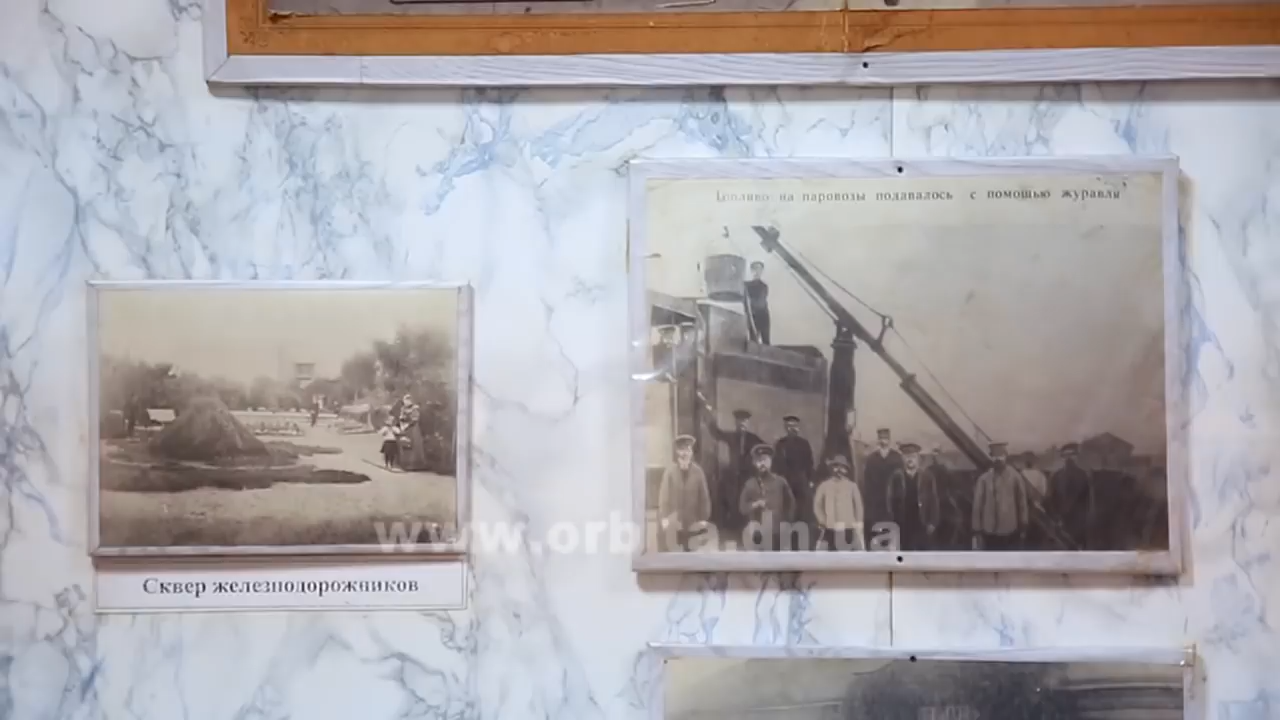 Топливо на паровозы подавалось с помощью журавля
Сквер железнодорожников
www.orbita.dn.ua